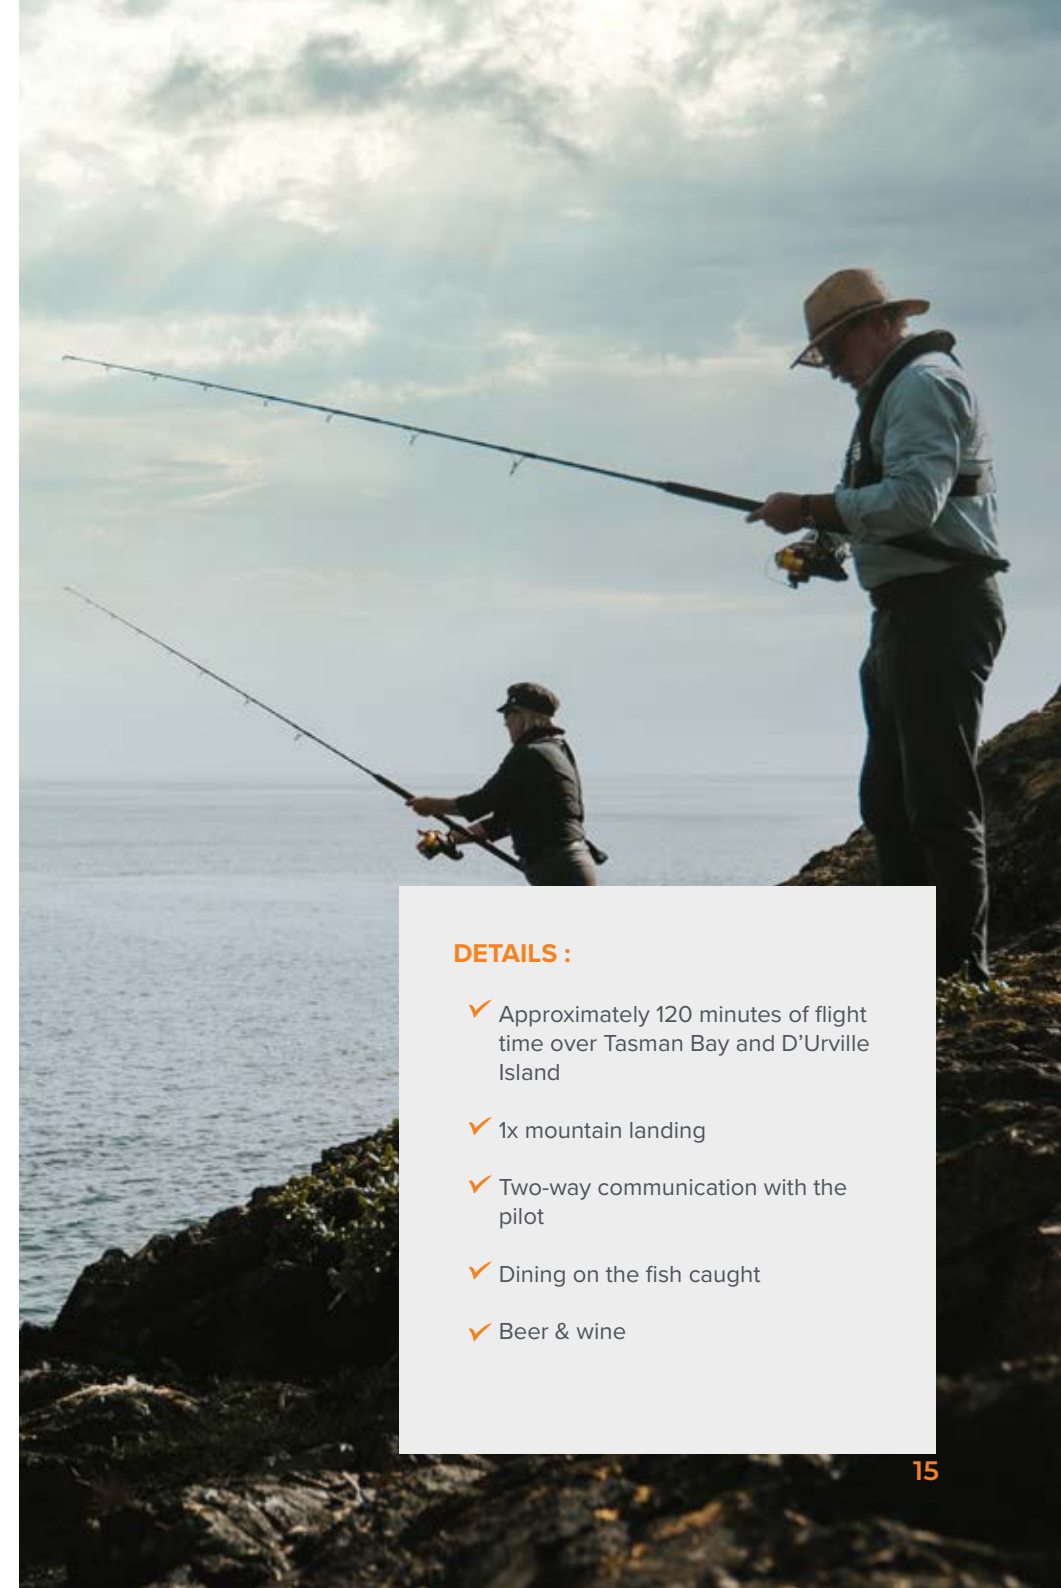 DETAILS :
Approximately 120 minutes of flight
time over Tasman Bay and D’Urville
Island
1x mountain landing
Two-way communication with the
pilot
Dining on the fish caught
Beer & wine
15